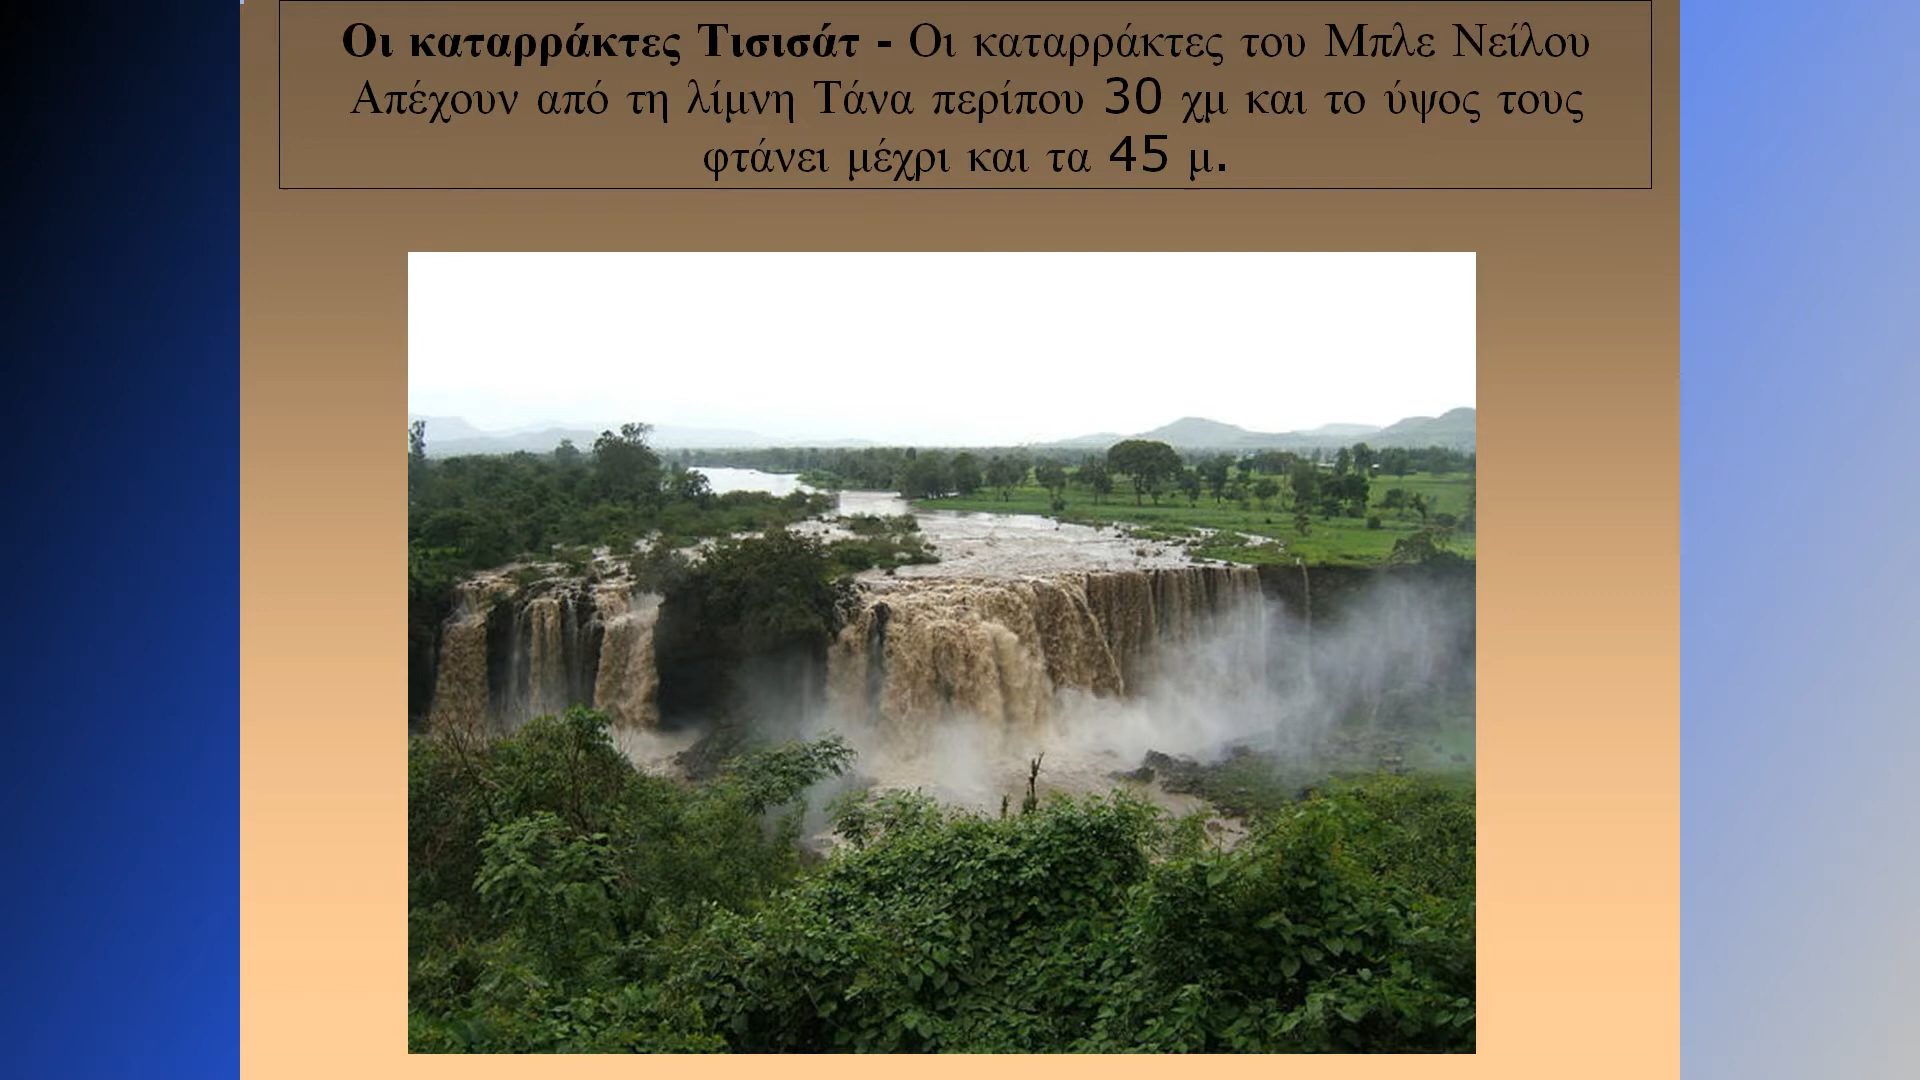 Οι καταρράκτες Τισισάτ - Οι καταρράκτες του Μπλε Νείλου
Απέχουν από τη λίμνη Τάνα περίπου 30 χμ και το ύψος τους
φτάνει μέχρι και τα 45 μ.